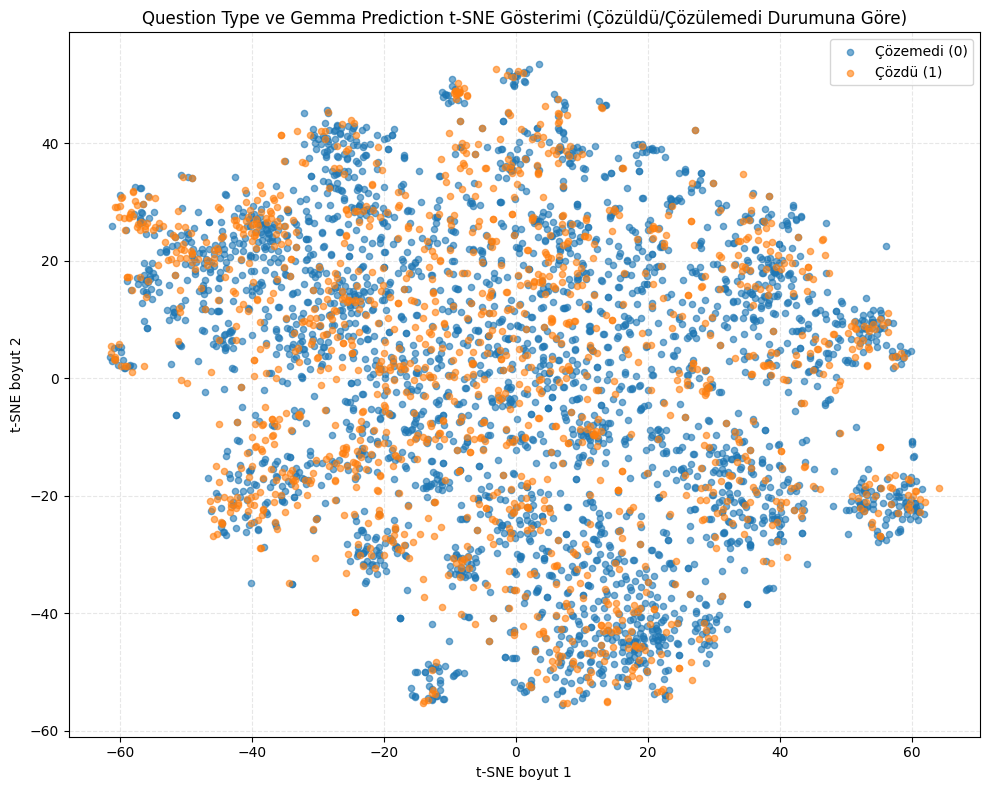 Question Type ve Gemma Prediction t-SNE Gösterimi (Çözüldü/Çözülemedi Durumuna Göre)
Çözemedi (0)
Çözdü (1)
40
20
0
−20
−40
−60
t-SNE boyut 2
−60
−40
−20
0
20
40
60
t-SNE boyut 1